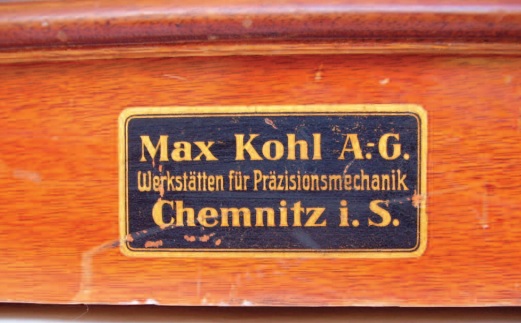 Max Kohl A.-G.
Werkstätten für Präzisionsmechanik
Chemnitz i. S.